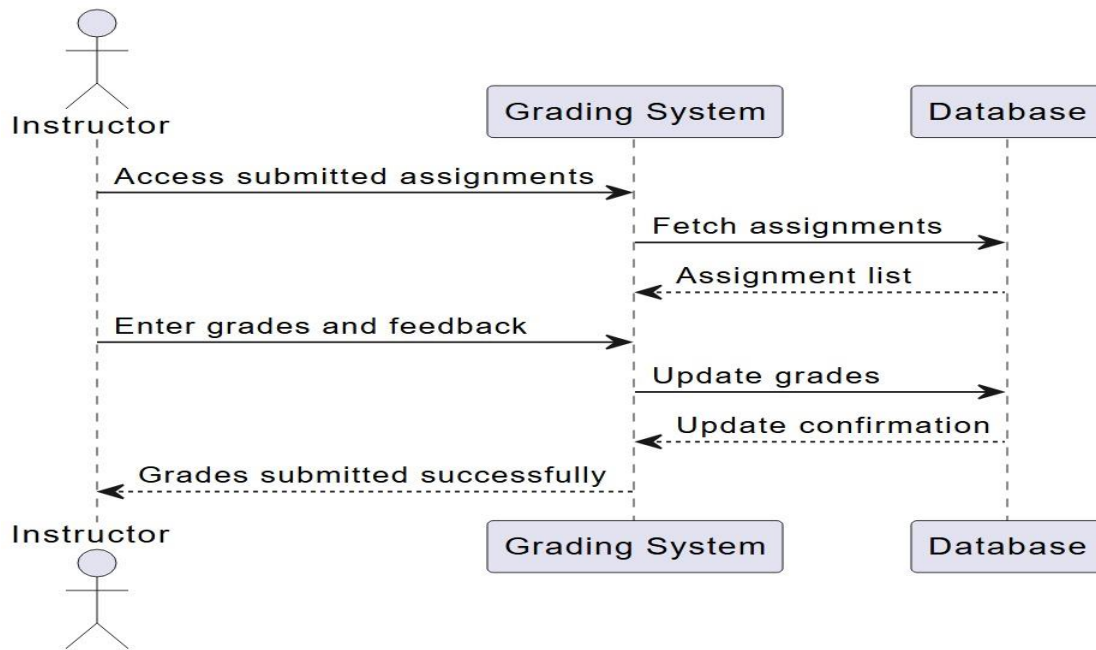 Instructor
Grading System
Database
Access submitted assignments
Fetch assignments
Assignment list
Enter grades and feedback
Update grades
Update confirmation
Grades submitted successfully
Instructor
Grading System
Database